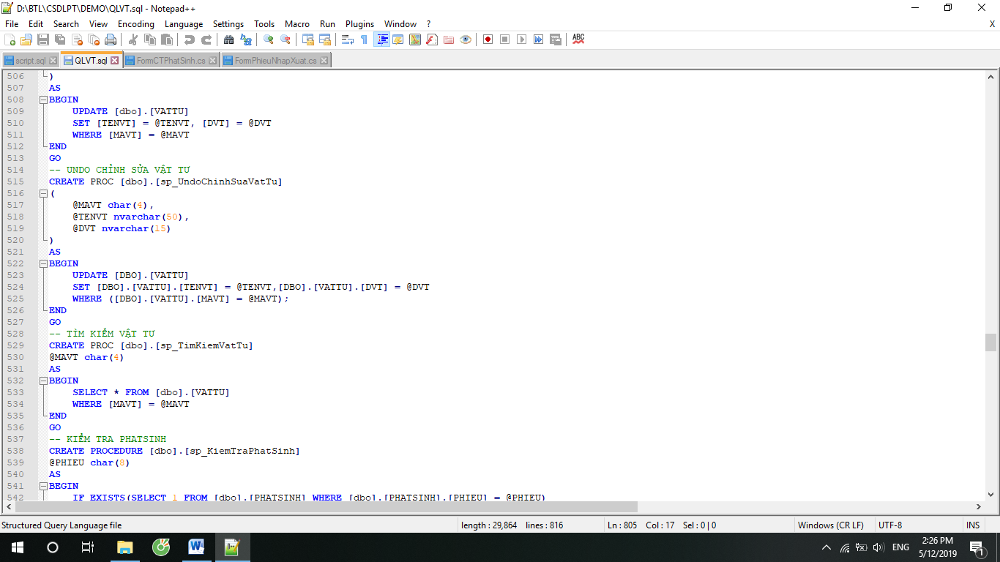 D:\BTL\CSDLPT\DEMO\QLVT.sql - Notepad++
File Edit Search View Encoding Language Settings Tools Macro Run Plugins Window ? X
ABC
script.sql QLVT.sql FormCTPhatSinh.cs FormPhieuNhapXuat.cs
506 )
507 AS
508 BEGIN
509 UPDATE [dbo].[VATTU]
510 SET [TENVT] = @TENVT, [DVT] = @DVT
511 WHERE [MAVT] = @MAVT
512 END
513 GO
514 -- UNDO CHỈNH SỬA VẬT TƯ
515 CREATE PROC [dbo].[sp_UndoChinhSuaVatTu]
516 (
517 @MAVT char(4),
518 @TENVT nvarchar(50),
519 @DVT nvarchar(15)
520 )
521 AS
522 BEGIN
523 UPDATE [DBO].[VATTU]
524 SET [DBO].[VATTU].[TENVT] = @TENVT,[DBO].[VATTU].[DVT] = @DVT
525 WHERE ([DBO].[VATTU].[MAVT] = @MAVT);
526 END
527 GO
528 -- TÌM KIẾM VẬT TƯ
529 CREATE PROC [dbo].[sp_TimKiemVatTu]
530 @MAVT char(4)
531 AS
532 BEGIN
533 SELECT * FROM [dbo].[VATTU]
534 WHERE [MAVT] = @MAVT
535 END
536 GO
537 -- KIỂM TRA PHATSINH
538 CREATE PROCEDURE [dbo].[sp_KiemTraPhatSinh]
539 @PHIEU char(8)
540 AS
541 BEGIN
542 IF EXISTS(SELECT 1 FROM [dbo].[PHATSINH] WHERE [dbo].[PHATSINH].[PHIEU] = @PHIEU)
Structured Query Language file length : 29,864 lines : 816 Ln : 805 Col : 17 Sel : 0 | 0 Windows (CR LF) UTF-8 INS
ENG 2:26 PM
5/12/2019 1